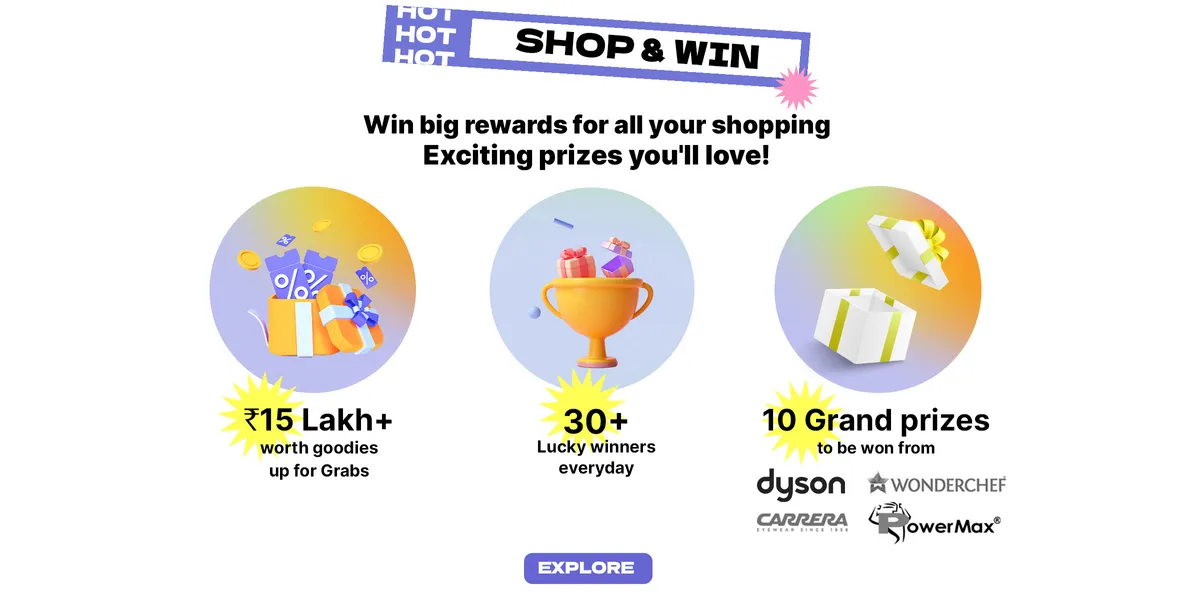 HOT
HOT
HOT
SHOP & WIN
Win big rewards for all your shopping
Exciting prizes you'll love!
₹15 Lakh+
worth goodies
up for Grabs
30+
Lucky winners
everyday
10 Grand prizes
to be won from
dyson
WONDERCHEF
CARRERA
EYEWEAR SINCE 1956
PowerMax®
EXPLORE